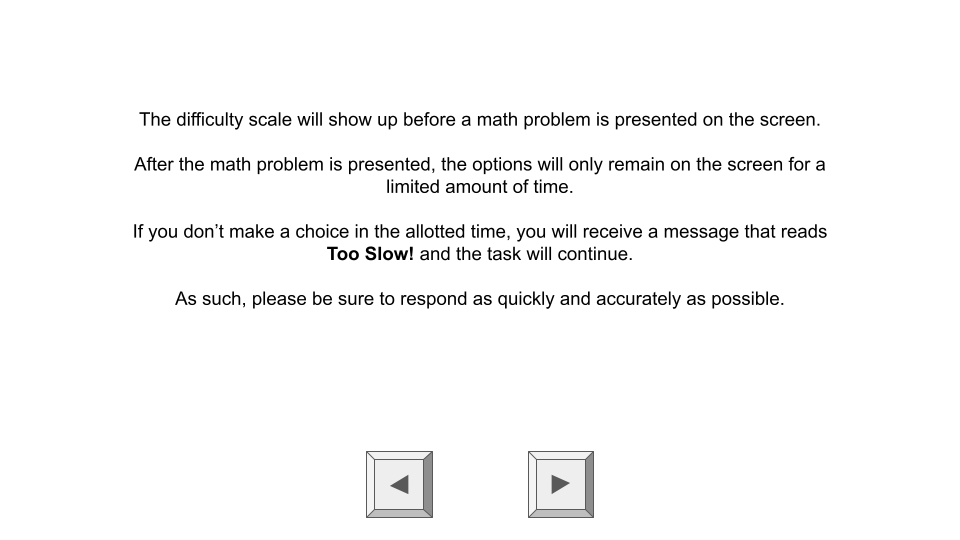 The difficulty scale will show up before a math problem is presented on the screen.
After the math problem is presented, the options will only remain on the screen for a
limited amount of time.
If you don’t make a choice in the allotted time, you will receive a message that reads
Too Slow! and the task will continue.
As such, please be sure to respond as quickly and accurately as possible.